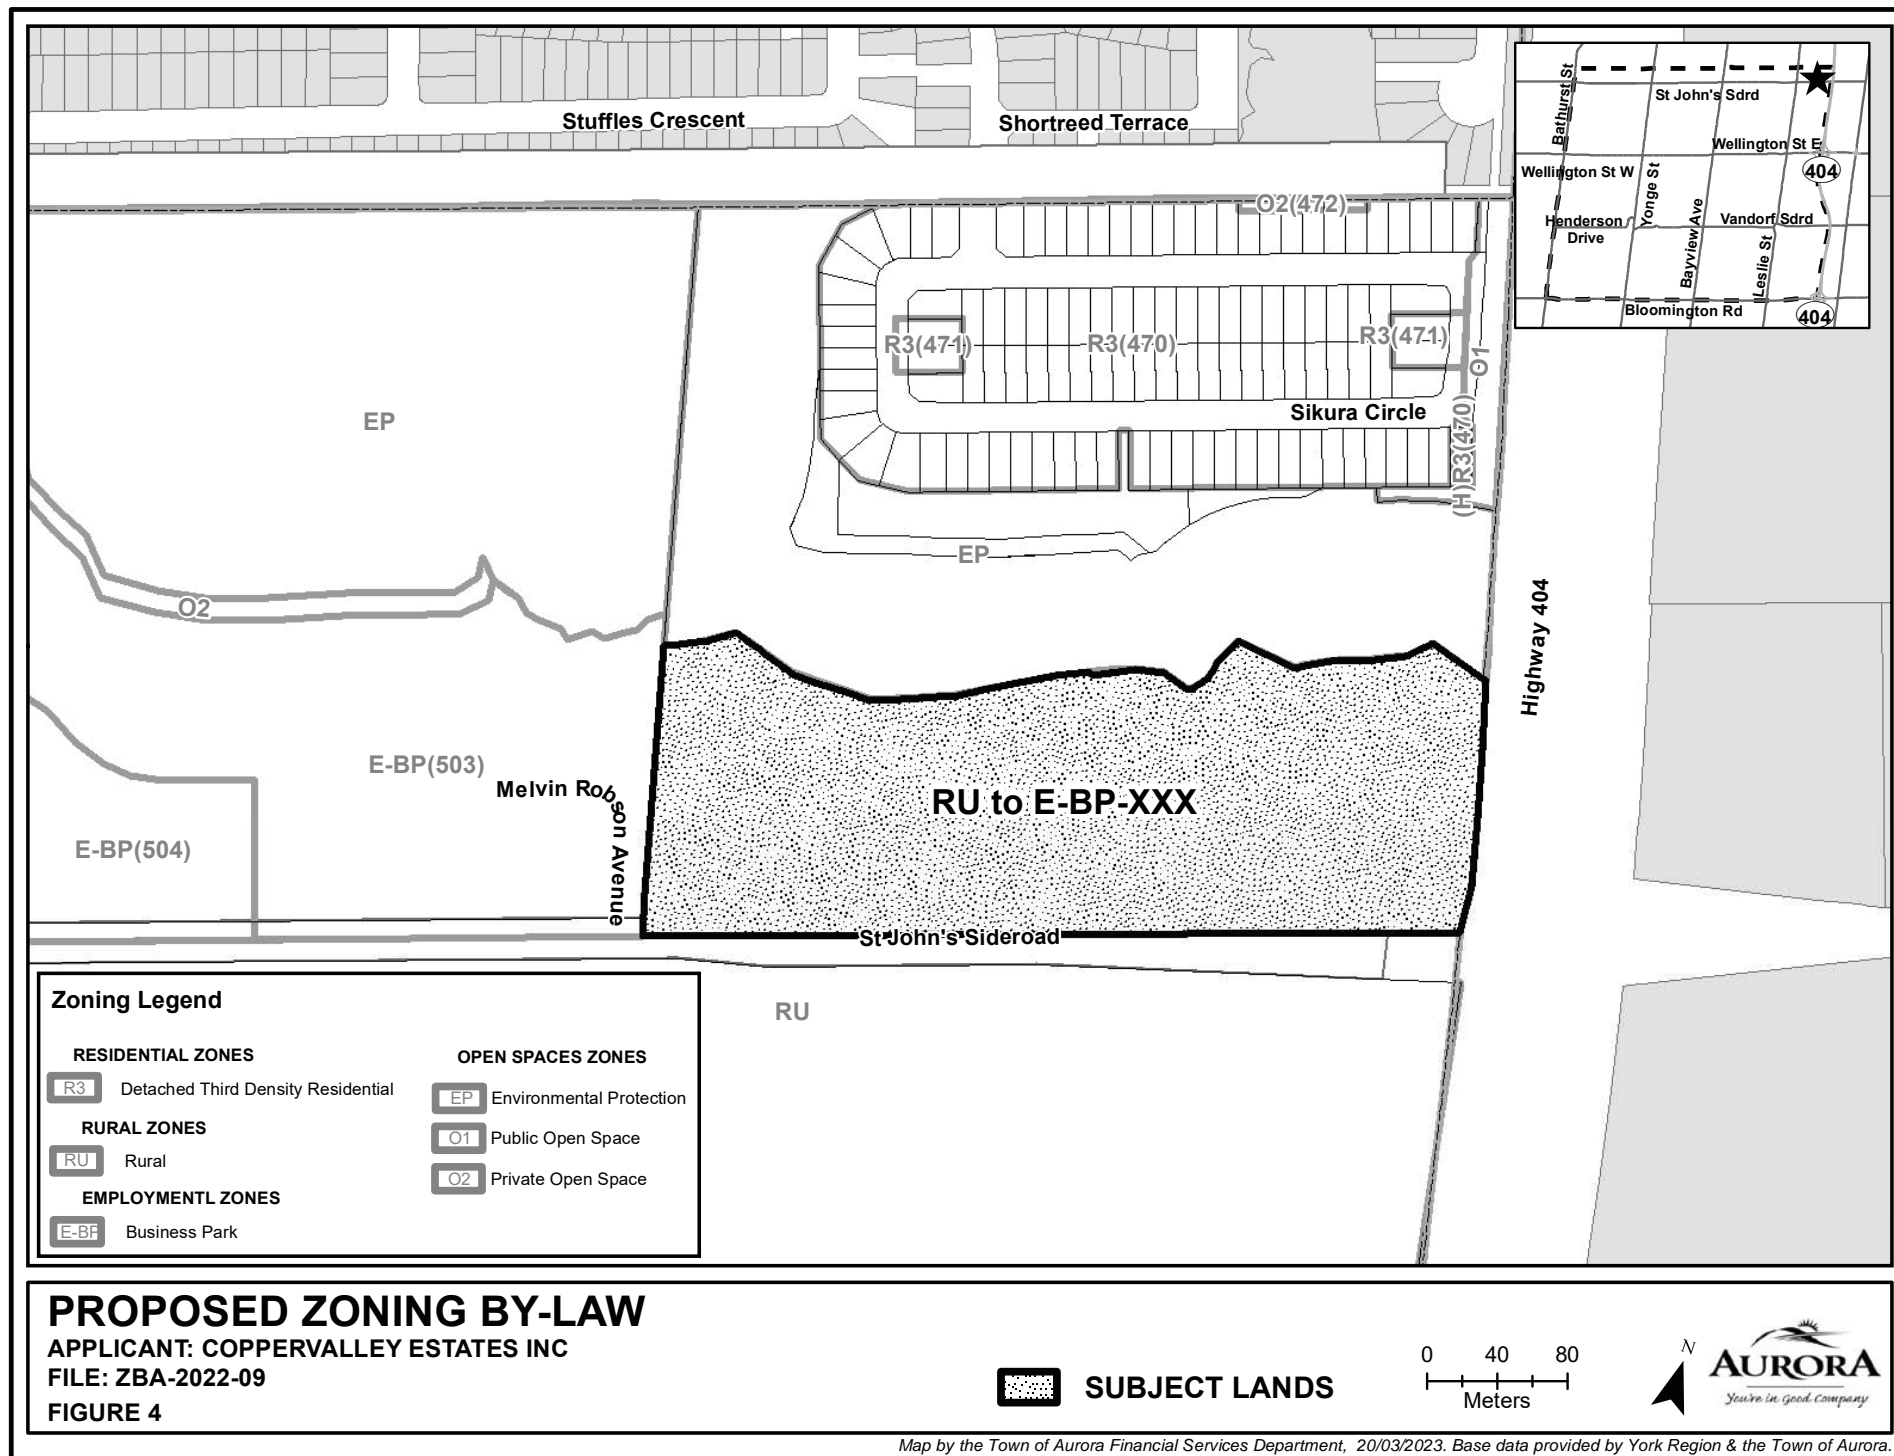 Stuffles Crescent
Shortreed Terrace
Bathurst St
St John's Sdrd
Wellington St E
404
Wellington St W
Yonge St
Henderson
Drive
Bayview Ave
Vandorf Sdrd
Leslie St
Bloomington Rd
404
O2(472)
R3(471)
R3(470)
R3(471)
O1
Sikura Circle
(H)R3(470)
EP
EP
O2
Highway 404
E-BP(503)
Melvin Robson Avenue
RU to E-BP-XXX
E-BP(504)
St John's Sideroad
RU
Zoning Legend
RESIDENTIAL ZONES
R3 Detached Third Density Residential
RURAL ZONES
RU Rural
EMPLOYMENTL ZONES
E-BP Business Park
OPEN SPACES ZONES
EP Environmental Protection
O1 Public Open Space
O2 Private Open Space
PROPOSED ZONING BY-LAW
APPLICANT: COPPERVALLEY ESTATES INC
FILE: ZBA-2022-09
FIGURE 4
SUBJECT LANDS
0 40 80
Meters
N
AURORA
You're in Good Company
Map by the Town of Aurora Financial Services Department, 20/03/2023. Base data provided by York Region & the Town of Aurora